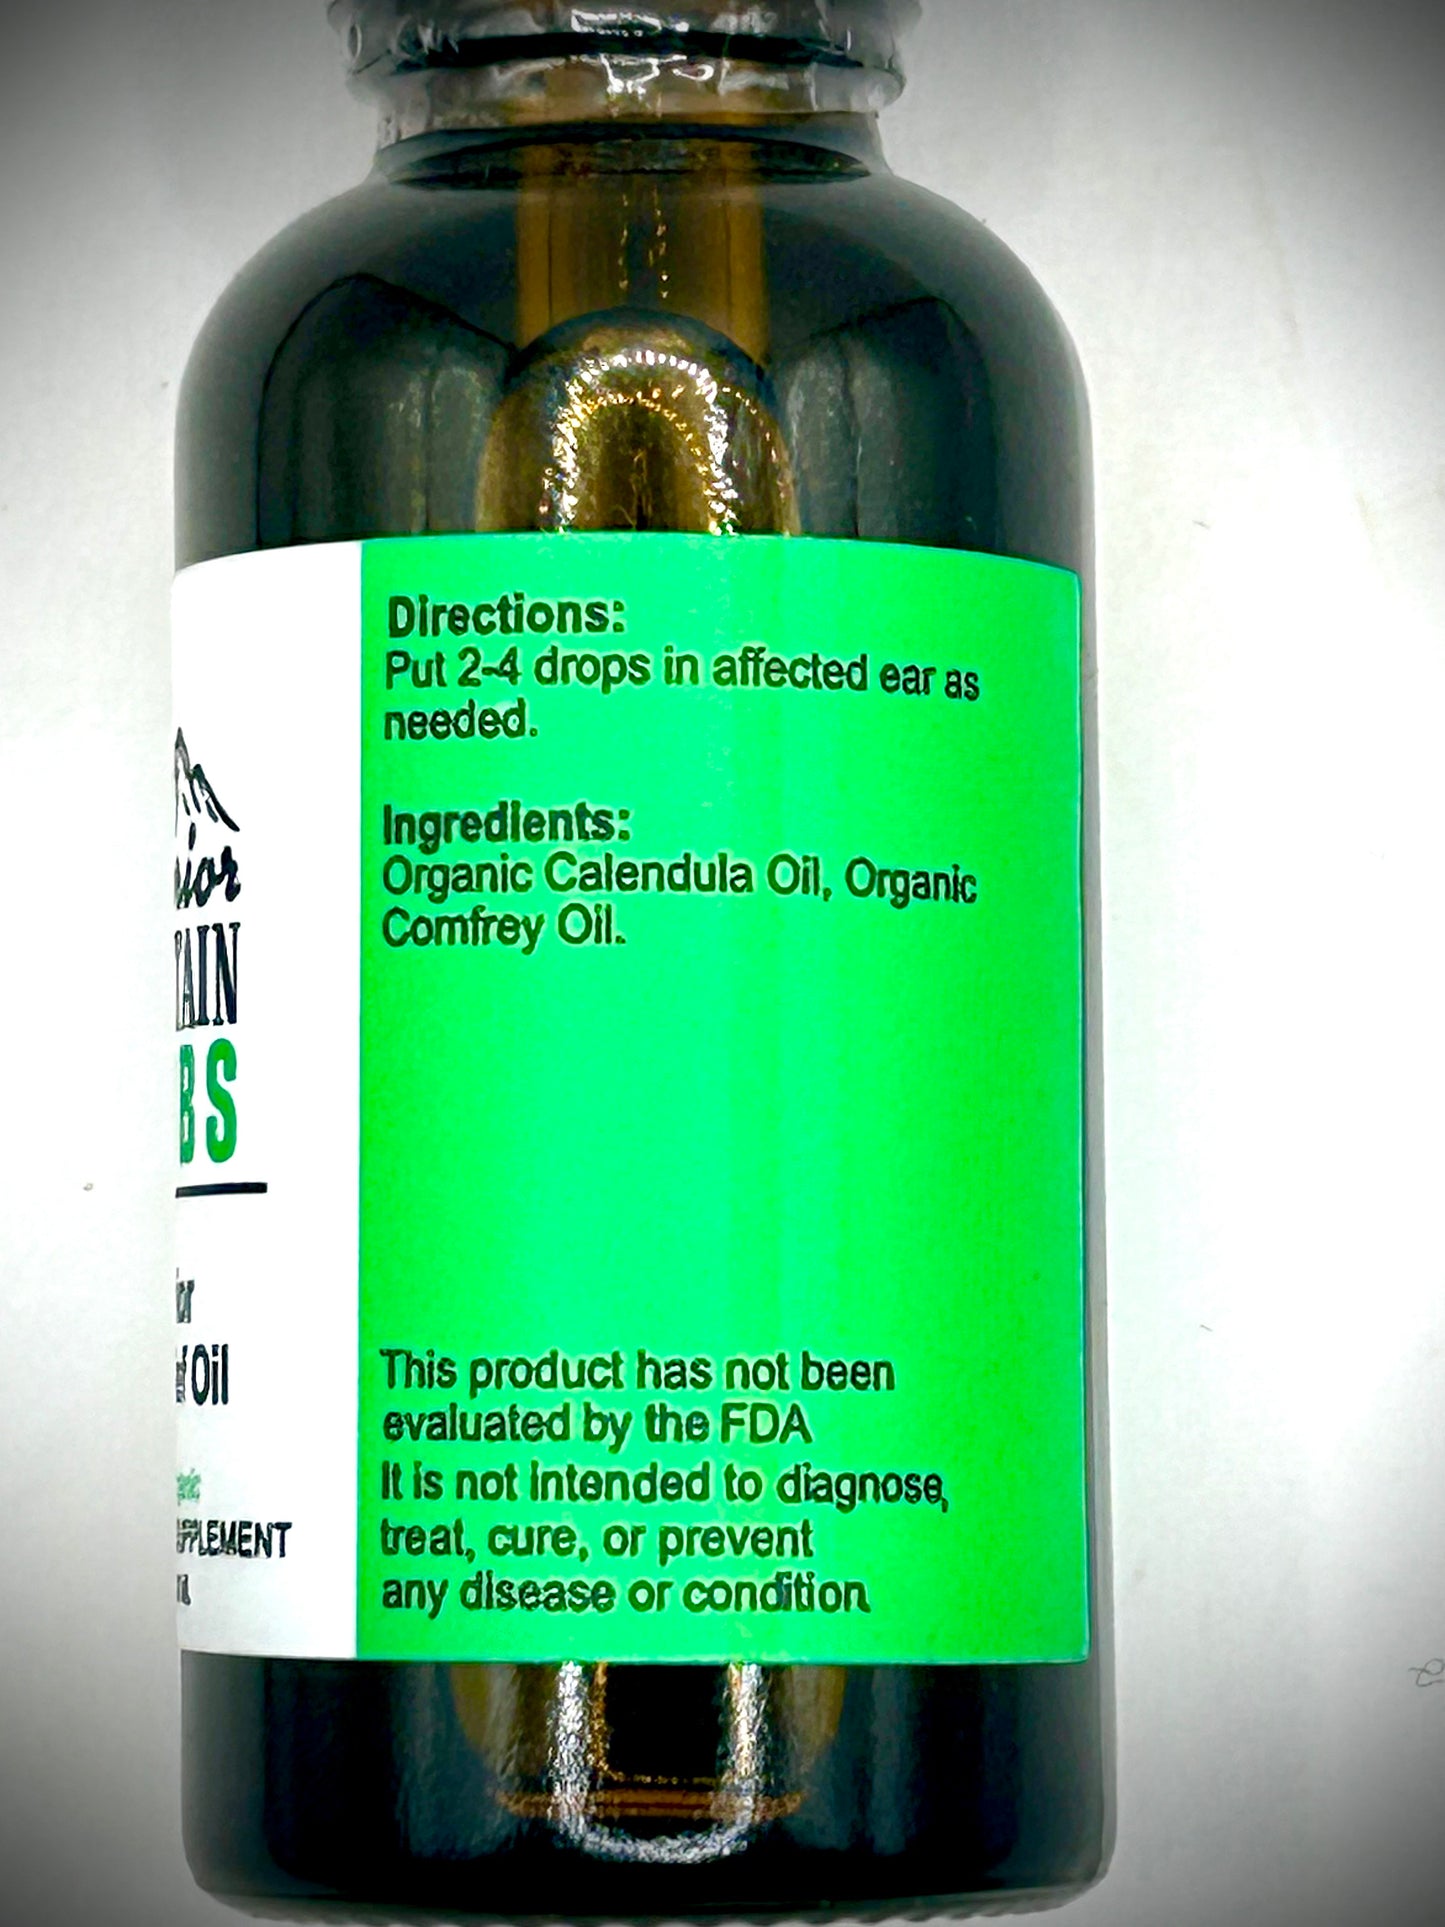 Directions:
Put 2-4 drops in affected ear as
needed.
Ingredients:
Organic Calendula Oil, Organic
Comfrey Oil.
This product has not been
evaluated by the FDA
It is not intended to diagnose,
treat, cure, or prevent
any disease or condition
Oil